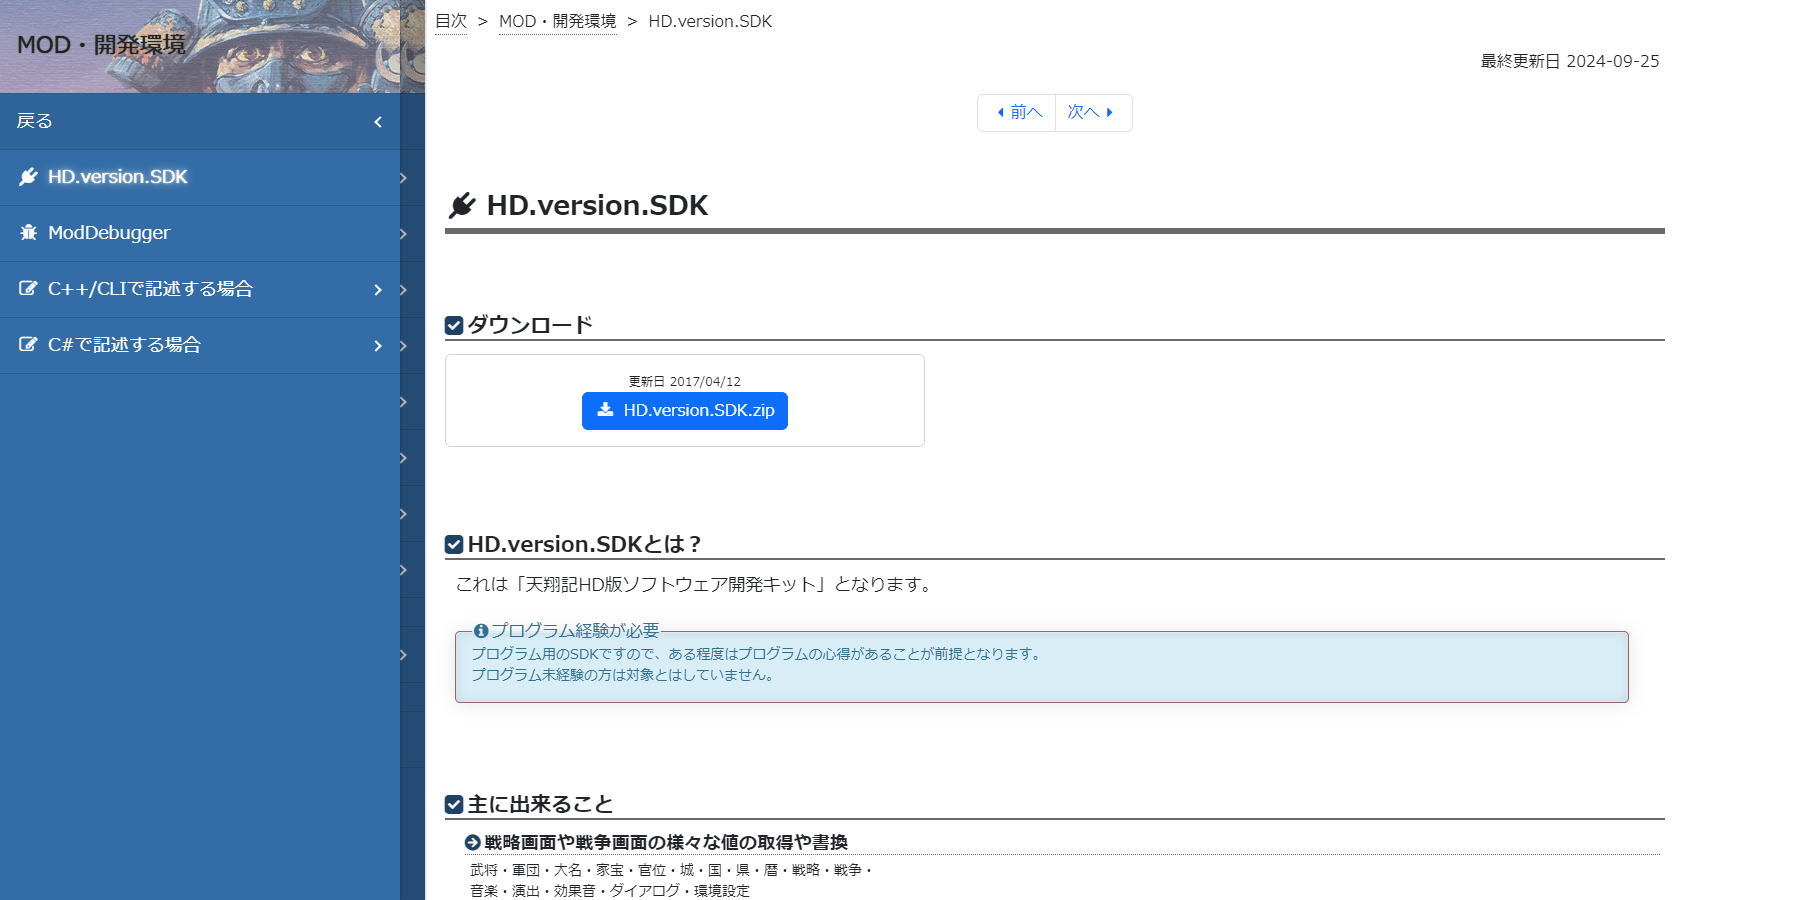 MOD・開発環境
戻る
HD.version.SDK
ModDebugger
C++/CLIで記述する場合
C#で記述する場合
目次 > MOD・開発環境 > HD.version.SDK
最終更新日 2024-09-25
前へ 次へ
HD.version.SDK
ダウンロード
更新日 2017/04/12
HD.version.SDK.zip
HD.version.SDKとは？
これは「天翔記HD版ソフトウェア開発キット」となります。
プログラム経験が必要
プログラム用のSDKですので、ある程度はプログラムの心得があることが前提となります。
プログラム未経験の方は対象とはしていません。
主に出来ること
戦略画面や戦争画面の様々な値の取得や書換
武将・軍団・大名・家宝・官位・城・国・県・暦・戦略・戦争・
音楽・演出・効果音・ダイアログ・環境設定